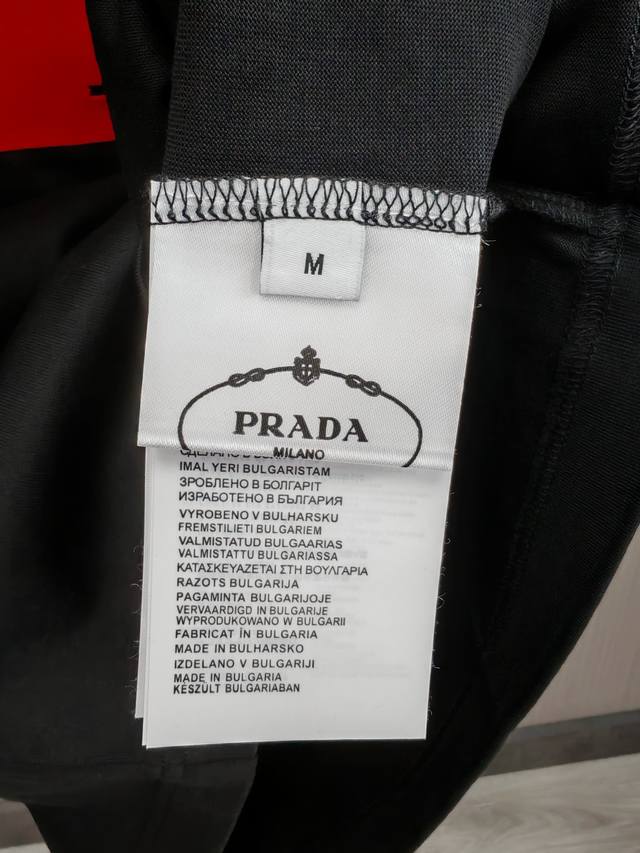 M
PRADA
MILANO
IMAL YERI BULGARISTAM
ЗРОБЛЕНО В БОЛГАРІТ
ИЗРАБОТЕНО В БЪЛГАРИЯ
VYROBENO V BULHARSKU
FREMSTILIETI BULGARIEM
VALMISTATUD BULGAARIAS
VALMISTATTU BULGARIASSA
ΚΑΤΑΣΚΕΥΑΖΕΤΑΙ ΣΤΗ ΒΟΥΛΓΑΡΙΑ
RAZOTS BULGARIJA
PAGAMINTA BULGARIJOJE
VERVAARDIGD IN BULGARIJE
WYPRODUKOWANO W BULGARII
FABRICAT ÎN BULGARIA
MADE IN BULHARSKO
IZDELANO V BULGARIJI
MADE IN BULGARIA
KÉSZÜLT BULGARIABAN